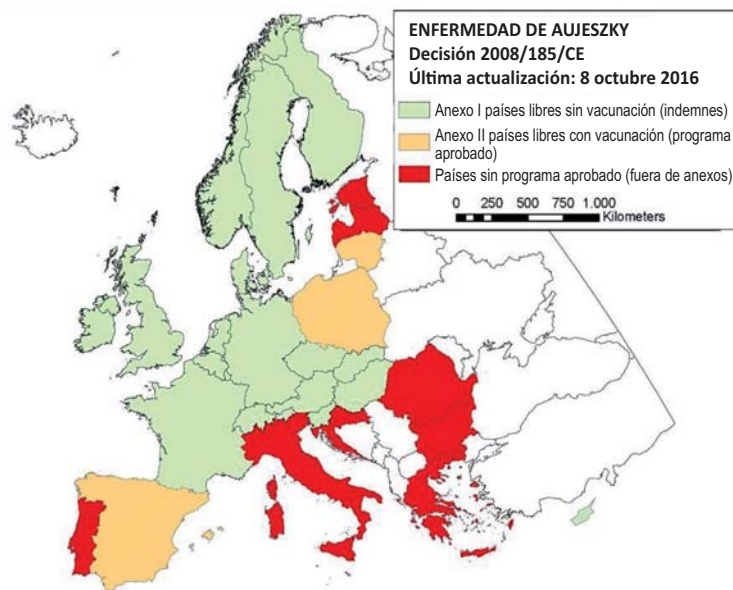 ENFERMEDAD DE AUJESZKY
Decisión 2008/185/CE
Última actualización: 8 octubre 2016
Anexo I países libres sin vacunación (indemnes)
Anexo II países libres con vacunación (programa
aprobado)
Países sin programa aprobado (fuera de anexos)
0 250 500 750 1.000
Kilometers